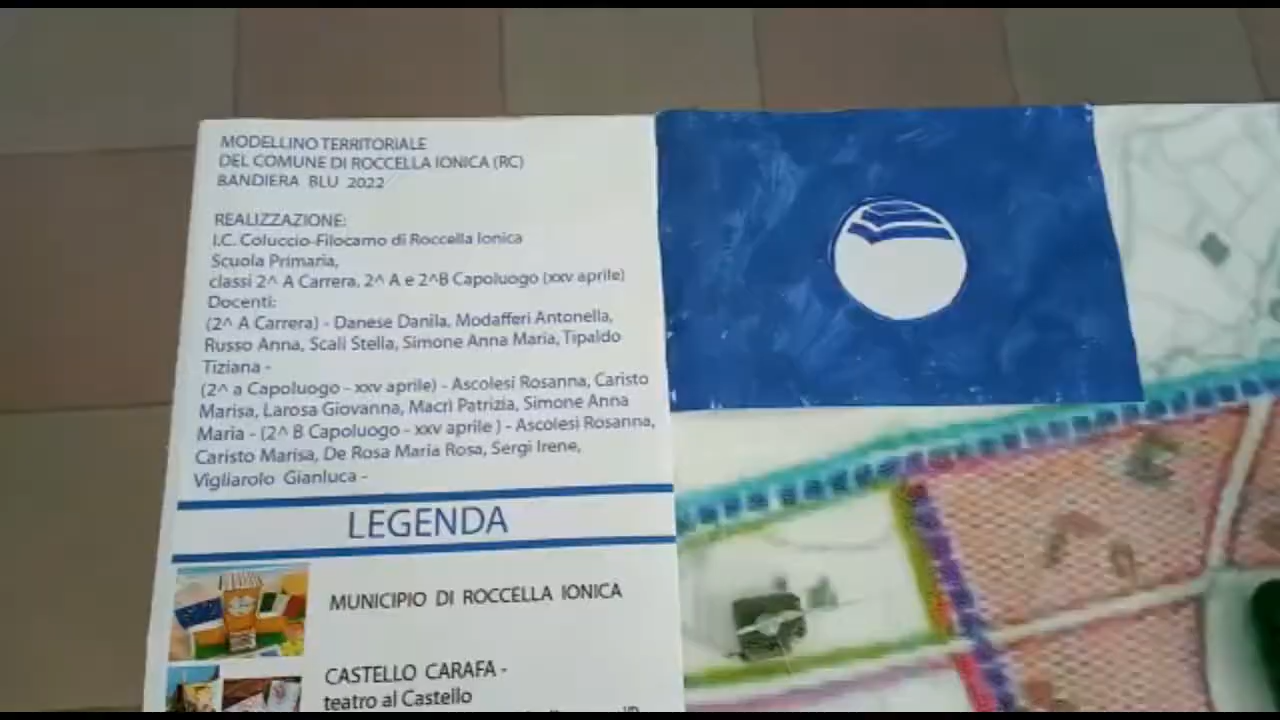 MODELLINO TERRITORIALE
DEL COMUNE DI ROCCELLA IONICA (RC)
BANDIERA BLU 2022
REALIZZAZIONE:
I.C. Coluccio-Filocamo di Roccella Ionica
Scuola Primaria,
classi 2^ A Carrera, 2^ A e 2^B Capoluogo (xxv aprile)
Docenti:
(2^ A Carrera) - Danese Danila, Modafferi Antonella,
Russo Anna, Scali Stella, Simone Anna Maria, Tipaldo
Tiziana -
(2^ a Capoluogo - xxv aprile) - Ascolesi Rosanna, Caristo
Marisa, Larosa Giovanna, Macrì Patrizia, Simone Anna
Maria - (2^ B Capoluogo - xxv aprile ) - Ascolesi Rosanna,
Caristo Marisa, De Rosa Maria Rosa, Sergi Irene,
Vigliarolo Gianluca -
LEGENDA
MUNICIPIO DI ROCCELLA IONICA
CASTELLO CARAFA -
teatro al Castello